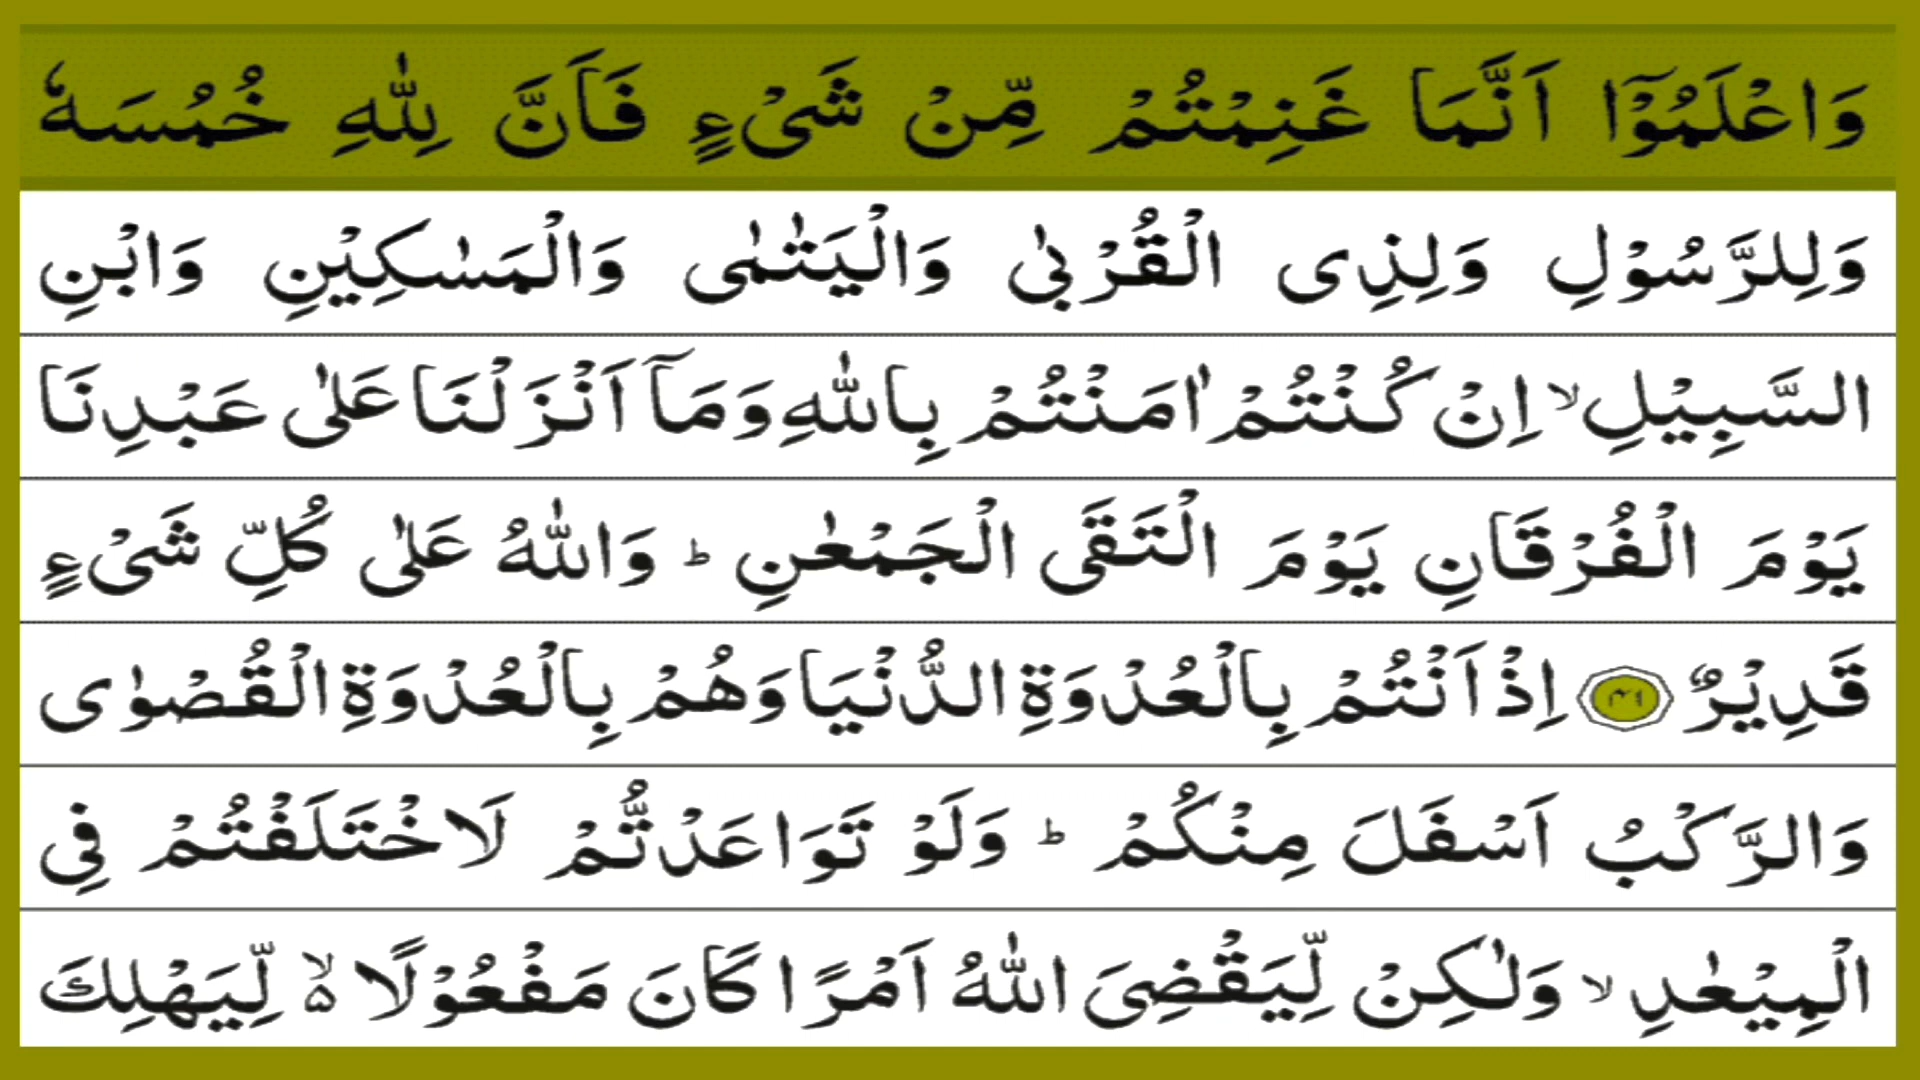 وَاعْلَمُوْۤا اَنَّمَا غَنِمْتُمْ مِّنْ شَیْءٍ فَاَنَّ لِلّٰهِ خُمُسَهٗ
وَلِلرَّسُوْلِ وَلِذِی الْقُرْبٰی وَالْیَتٰمٰی وَالْمَسٰكِیْنِ وَابْنِ
السَّبِیْلِ ۙ اِنْ كُنْتُمْ اٰمَنْتُمْ بِاللّٰهِ وَمَاۤ اَنْزَلْنَا عَلٰی عَبْدِنَا
یَوْمَ الْفُرْقَانِ یَوْمَ الْتَقَی الْجَمْعٰنِ ؕ وَاللّٰهُ عَلٰی كُلِّ شَیْءٍ
قَدِیْرٌ ۴۱ اِذْ اَنْتُمْ بِالْعُدْوَةِ الدُّنْیَا وَهُمْ بِالْعُدْوَةِ الْقُصْوٰی
وَالرَّكْبُ اَسْفَلَ مِنْكُمْ ؕ وَلَوْ تَوَاعَدْتُّمْ لَاخْتَلَفْتُمْ فِی
الْمِیْعٰدِ ۙ وَلٰكِنْ لِّیَقْضِیَ اللّٰهُ اَمْرًا كَانَ مَفْعُوْلًا ۙ۬ لِّیَهْلِكَ